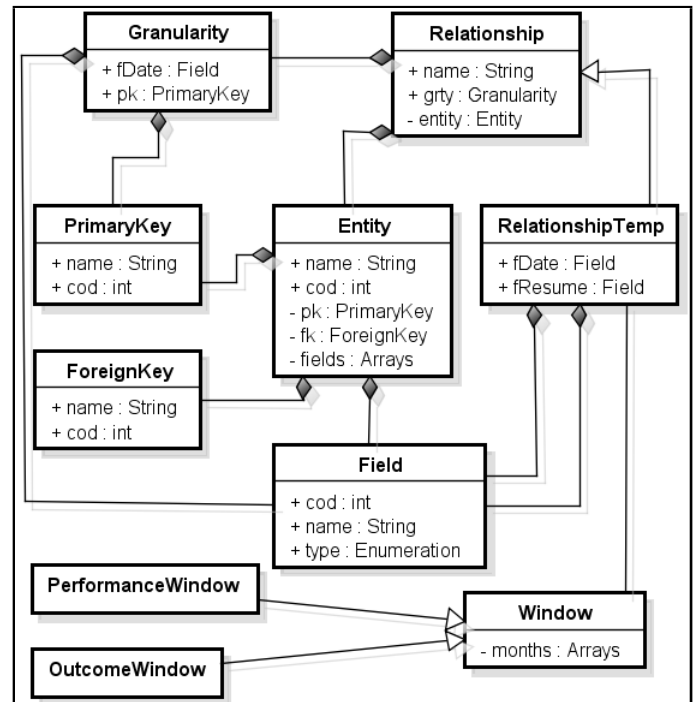 Granularity
+ fDate : Field
+ pk : PrimaryKey
Relationship
+ name : String
+ grty : Granularity
- entity : Entity
PrimaryKey
+ name : String
+ cod : int
Entity
+ name : String
+ cod : int
- pk : PrimaryKey
- fk : ForeignKey
- fields : Arrays
RelationshipTemp
+ fDate : Field
+ fResume : Field
ForeignKey
+ name : String
+ cod : int
Field
+ cod : int
+ name : String
+ type : Enumeration
PerformanceWindow
Window
- months : Arrays
OutcomeWindow